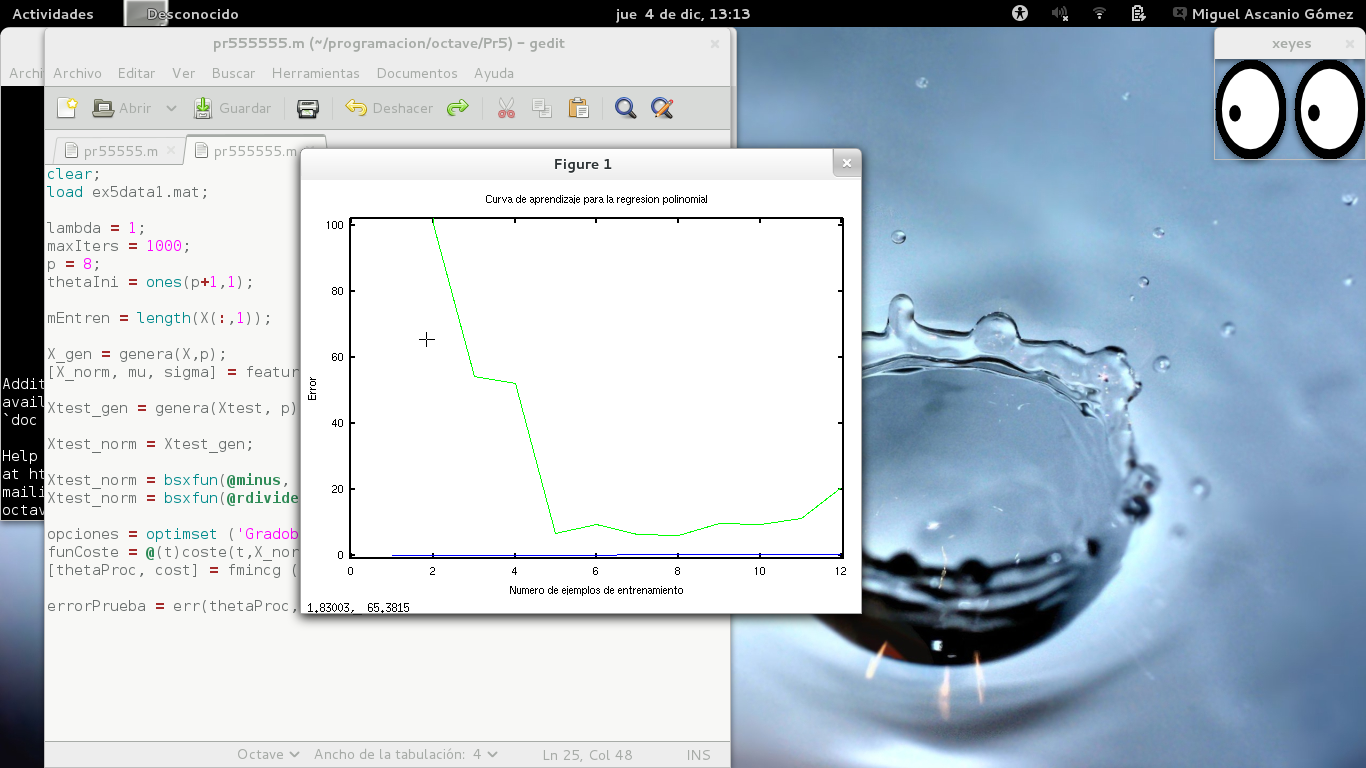 Actividades
Desconocido
jue 4 de dic, 13:13
Miguel Ascanio Gómez
pr555555.m (~/programacion/octave/Pr5) - gedit
xeyes
Archi
Archivo Editar Ver Buscar Herramientas Documentos Ayuda
Abrir Guardar Deshacer
pr55555.m
pr555555.m
clear;
load ex5data1.mat;
lambda = 1;
maxIters = 1000;
p = 8;
thetaIni = ones(p+1,1);
mEntren = length(X(:,1));
X_gen = genera(X,p);
[X_norm, mu, sigma] = featur
Xtest_gen = genera(Xtest, p)
Xtest_norm = Xtest_gen;
Xtest_norm = bsxfun(@minus,
Xtest_norm = bsxfun(@rdivide
opciones = optimset ('Gradob
funCoste = @(t)coste(t,X_nor
[thetaProc, cost] = fmincg (
errorPrueba = err(thetaProc,
Addit
avail
`doc
Help
at ht
maili
octav
Figure 1
Curva de aprendizaje para la regresion polinomial
100
80
60
40
20
0
Error
0 2 4 6 8 10 12
Numero de ejemplos de entrenamiento
1.83003, 65.3815
Octave Ancho de la tabulación: 4 Ln 25, Col 48 INS